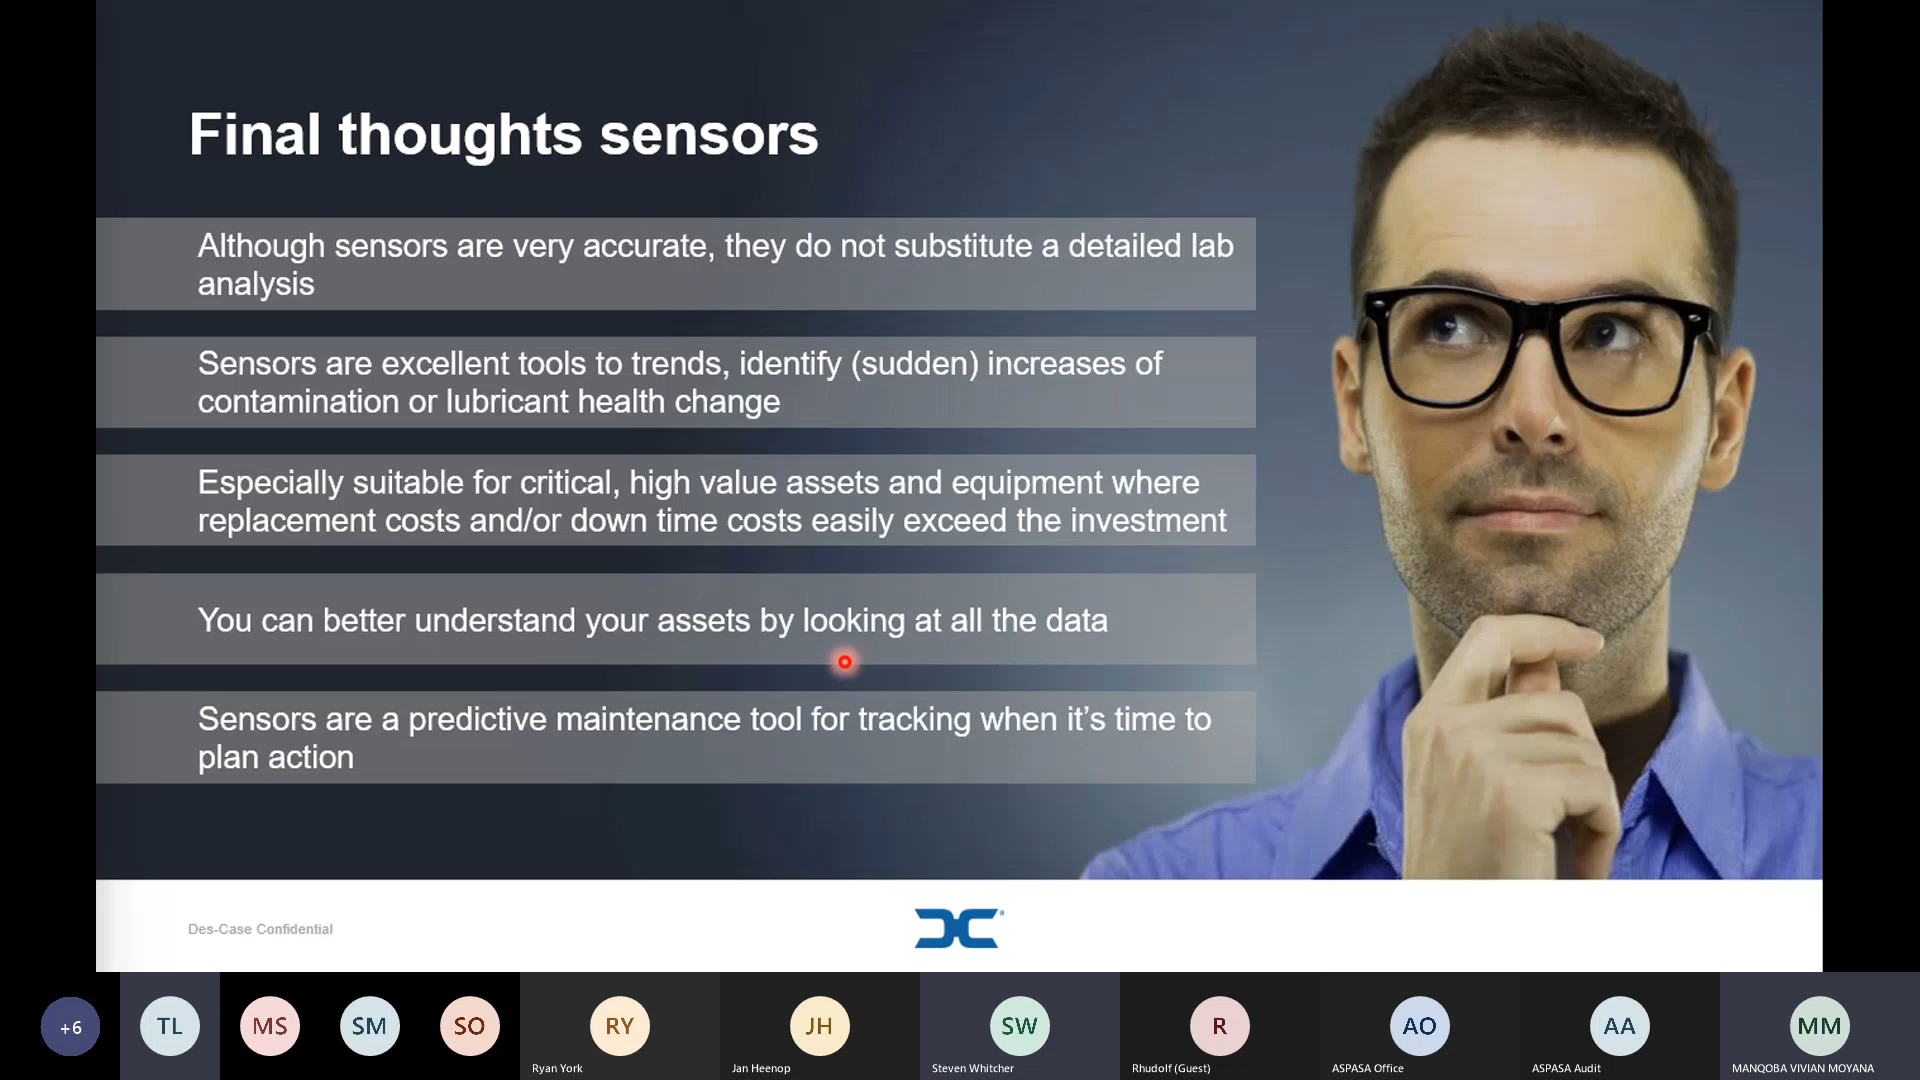 Final thoughts sensors
Although sensors are very accurate, they do not substitute a detailed lab
analysis
Sensors are excellent tools to trends, identify (sudden) increases of
contamination or lubricant health change
Especially suitable for critical, high value assets and equipment where
replacement costs and/or down time costs easily exceed the investment
You can better understand your assets by looking at all the data
Sensors are a predictive maintenance tool for tracking when it’s time to
plan action
Des-Case Confidential
+6
TL
MS
SM
SO
RY
JH
SW
R
AO
AA
MM
Ryan York
Jan Heenop
Steven Whitcher
Rhudolf (Guest)
ASPASA Office
ASPASA Audit
MANQOBA VIVIAN MOYANA